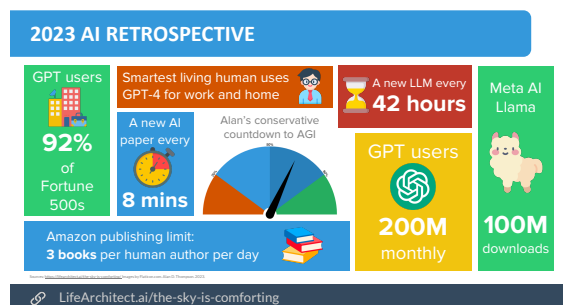 2023 AI RETROSPECTIVE
GPT users
92%
of
Fortune
500s
Smartest living human uses
GPT-4 for work and home
A new AI
paper every
8 mins
Alan's conservative
countdown to AGI
A new LLM every
42 hours
GPT users
200M
monthly
Meta AI
Llama
100M
downloads
Amazon publishing limit:
3 books per human author per day
LifeArchitect.ai/the-sky-is-comforting